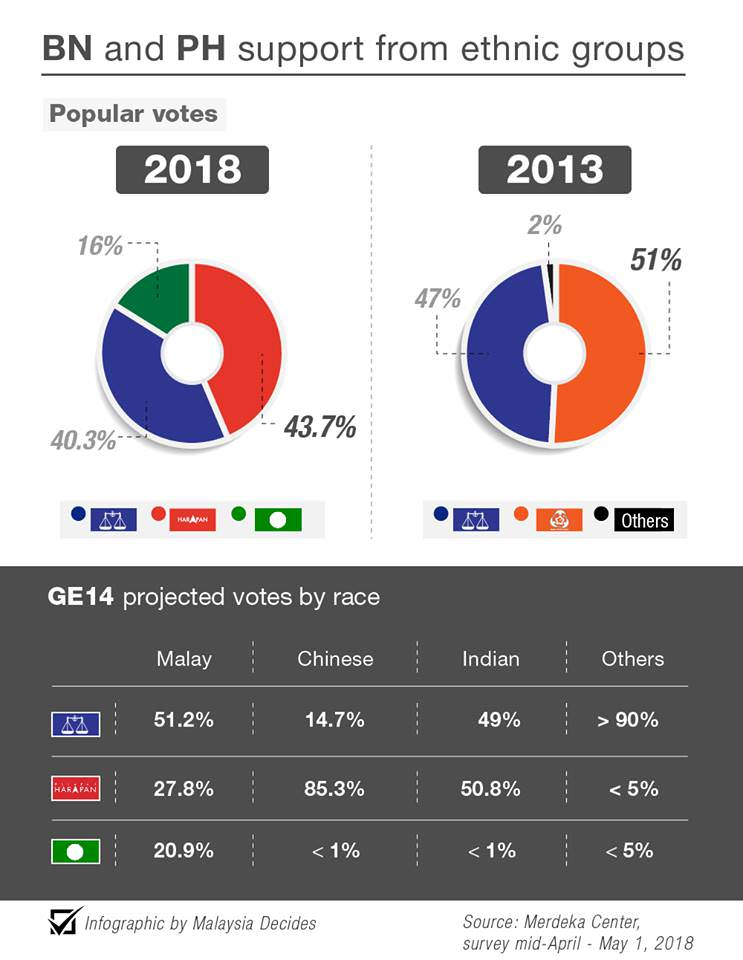 BN and PH support from ethnic groups
Popular votes
2018
2013
16%
43.7%
40.3%
2%
51%
47%
HARAPAN
Others
GE14 projected votes by race
Malay Chinese Indian Others
51.2% 14.7% 49% > 90%
HARAPAN 27.8% 85.3% 50.8% < 5%
20.9% < 1% < 1% < 5%
Infographic by Malaysia Decides
Source: Merdeka Center,
survey mid-April - May 1, 2018